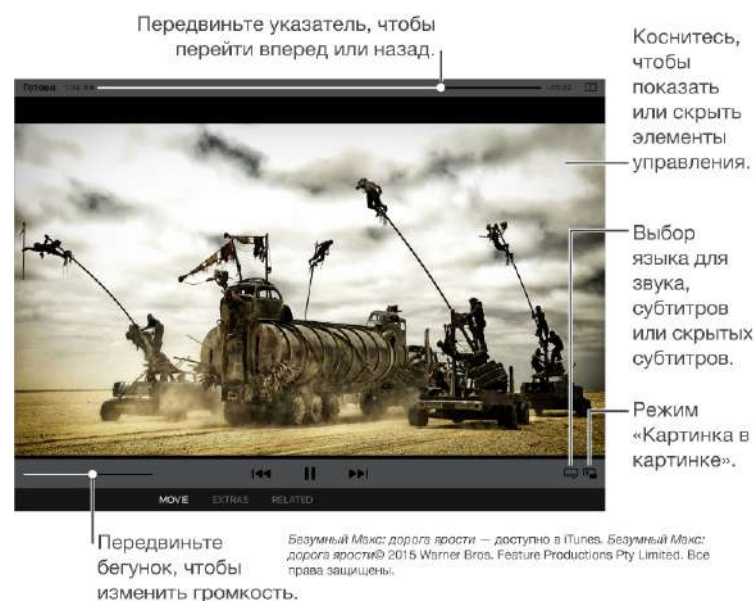 Передвиньте указатель, чтобы
перейти вперед или назад.
Коснитесь,
чтобы
показать
или скрыть
элементы
управления.
Готово
Выбор
языка для
звука,
субтитров
или скрытых
субтитров.
Режим
«Картинка в
картинке».
MOVIE EXTRAS RELATED
Передвиньте
бегунок, чтобы
изменить громкость.
Безумный Макс: дорога ярости — доступно в iTunes. Безумный Макс:
дорога ярости© 2015 Warner Bros. Feature Productions Pty Limited. Все
права защищены.